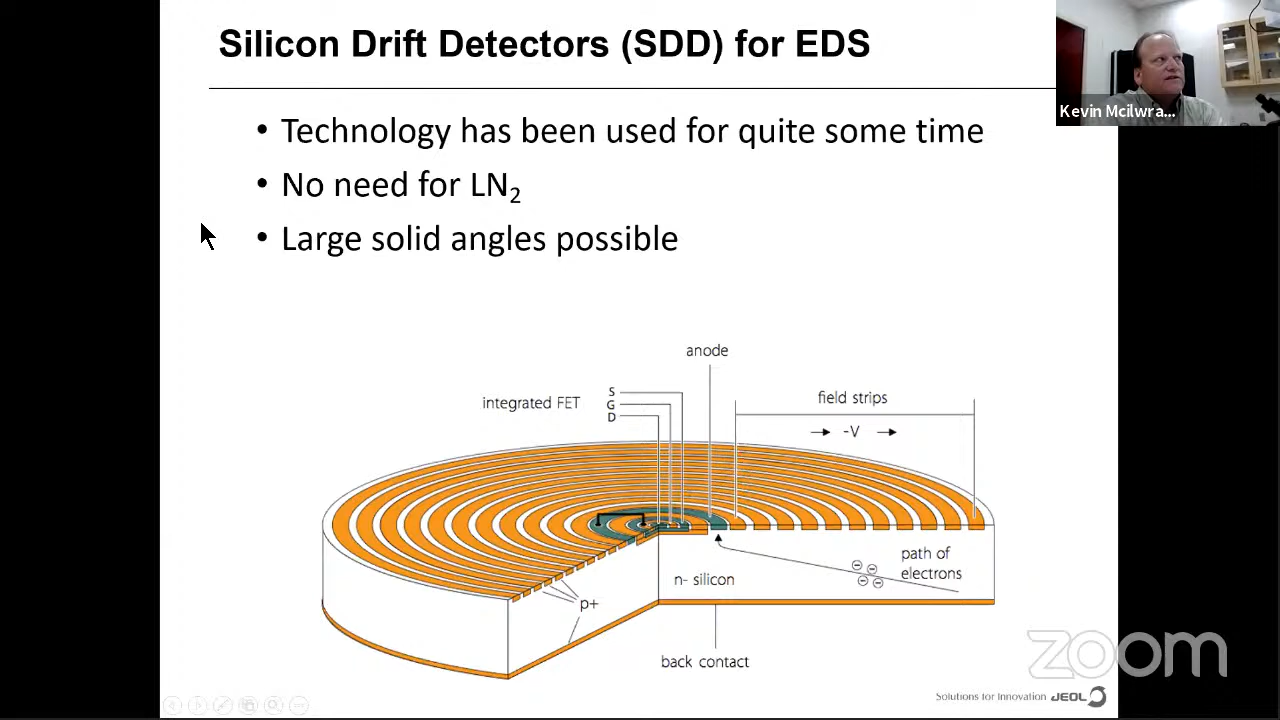 Silicon Drift Detectors (SDD) for EDS
Kevin Mcilwra...
• Technology has been used for quite some time
• No need for LN2
• Large solid angles possible
anode
integrated FET
S
G
D
field strips
-V
path of
electrons
n- silicon
p+
back contact
zoom
Solutions for Innovation JEOL